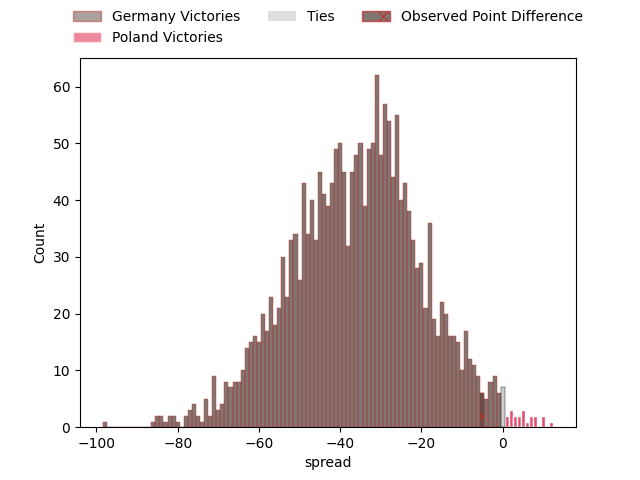 Germany Victories
Ties
Observed Point Difference
Poland Victories
60
50
40
30
20
10
0
Count
−100
−80
−60
−40
−20
0
spread